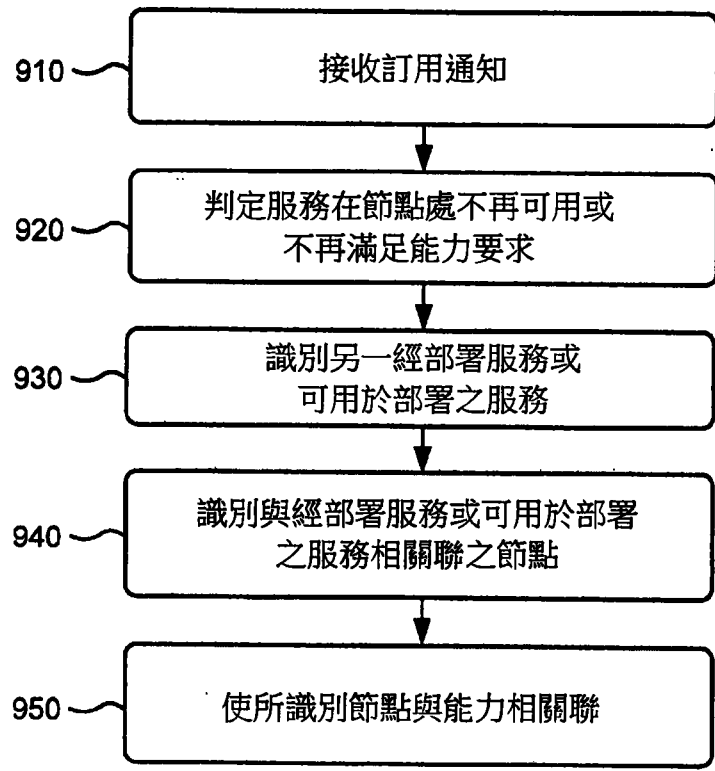 910
接收訂用通知
920
判定服務在節點處不再可用或
不再滿足能力要求
930
識別另一經部署服務或
可用於部署之服務
940
識別與經部署服務或可用於部署
之服務相關聯之節點
950
使所識別節點與能力相關聯